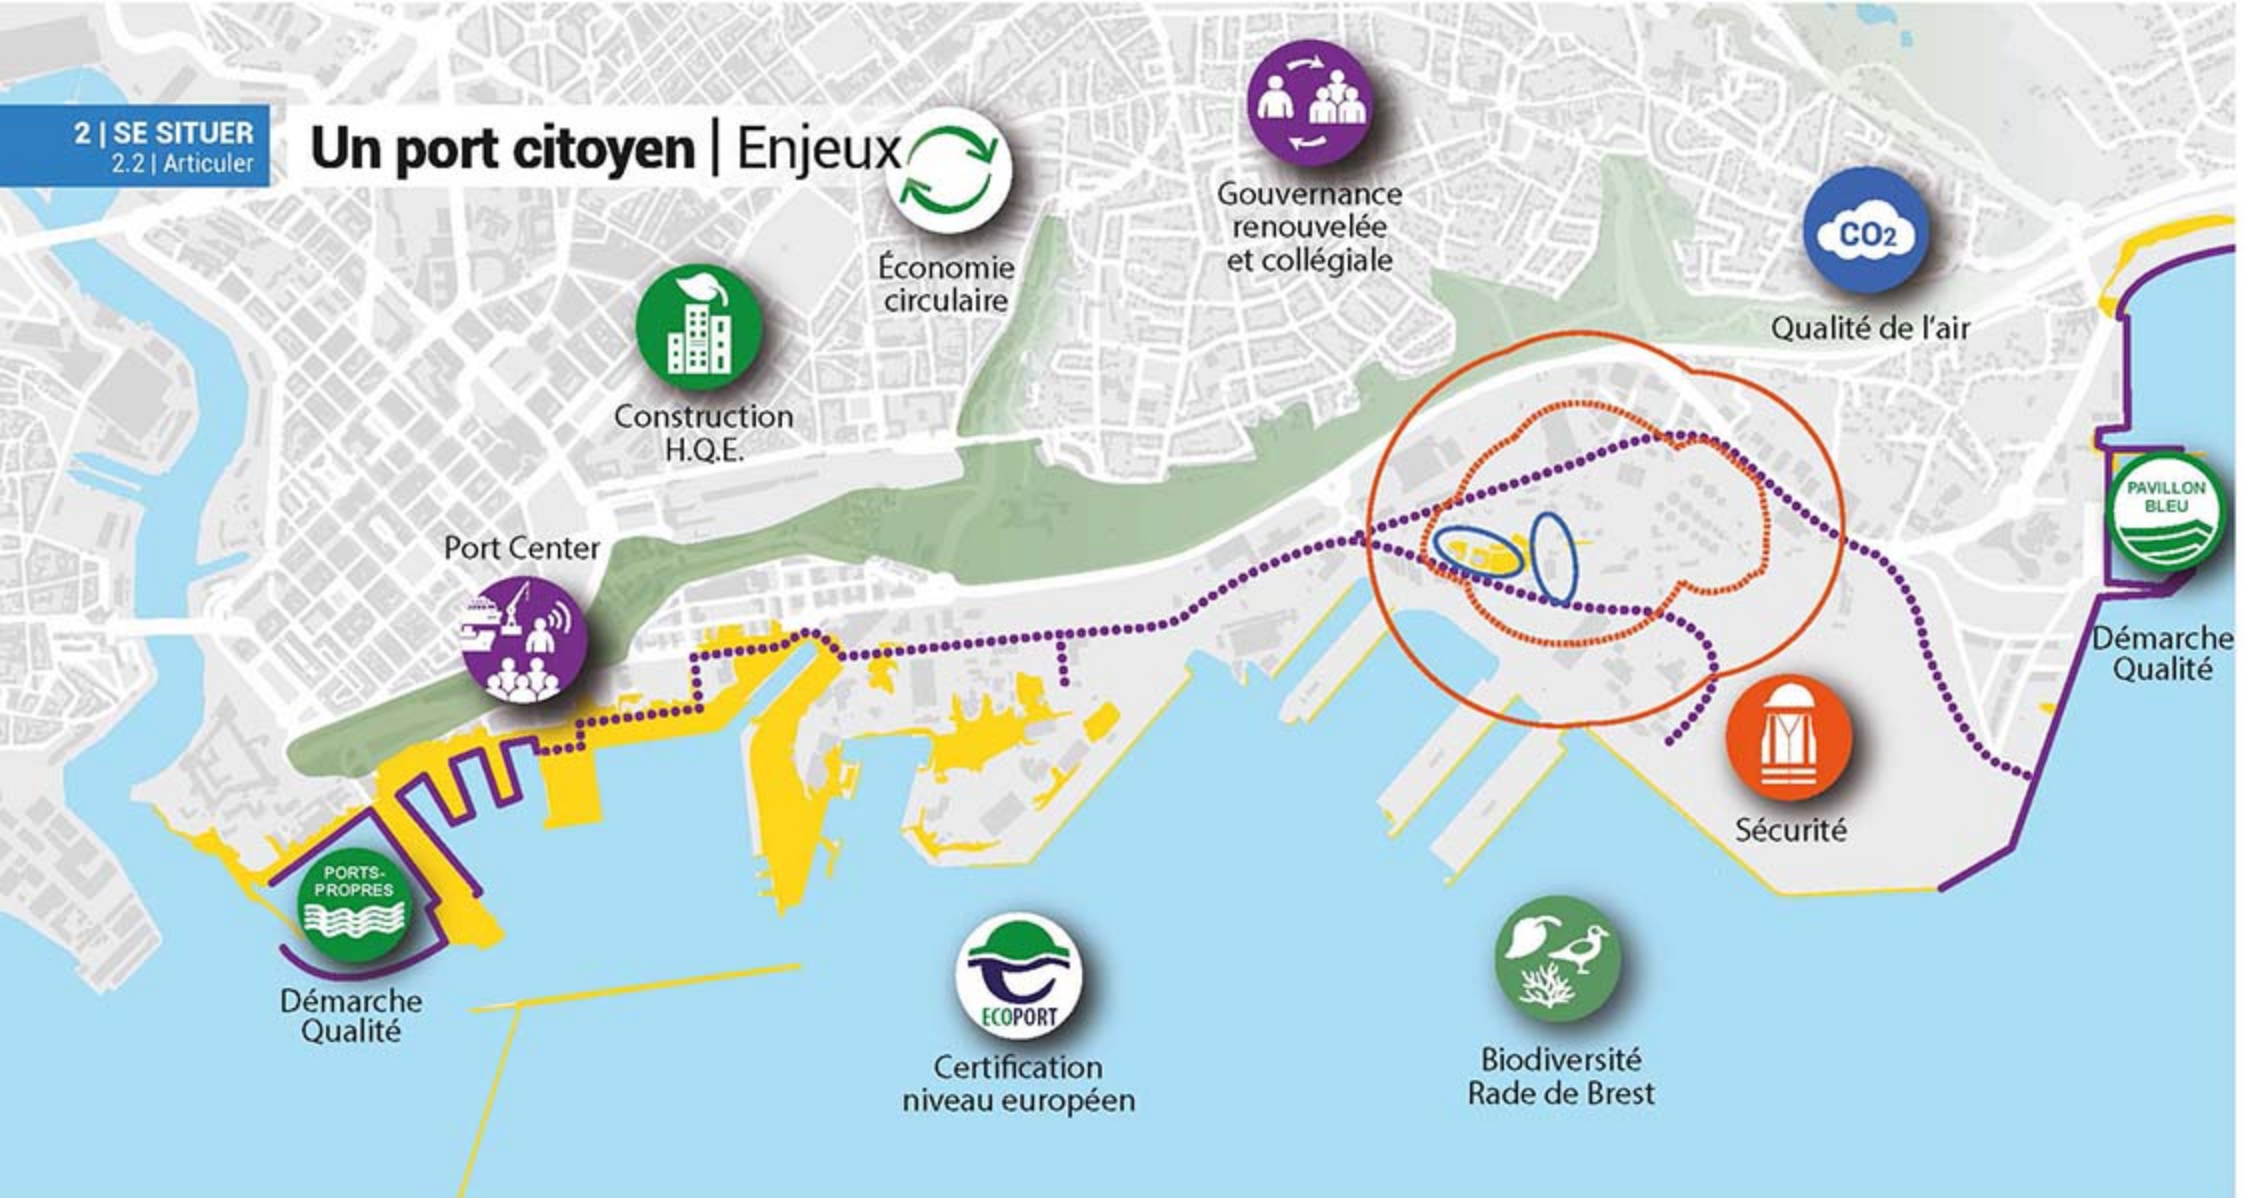 2 | SE SITUER
2.2 | Articuler
Un port citoyen | Enjeux
Économie
circulaire
Gouvernance
renouvelée
et collégiale
CO2
Qualité de l'air
Construction
H.Q.E.
Port Center
PAVILLON
BLEU
Démarche
Qualité
Sécurité
PORTS-
PROPRES
Démarche
Qualité
ECOPORT
Certification
niveau européen
Biodiversité
Rade de Brest